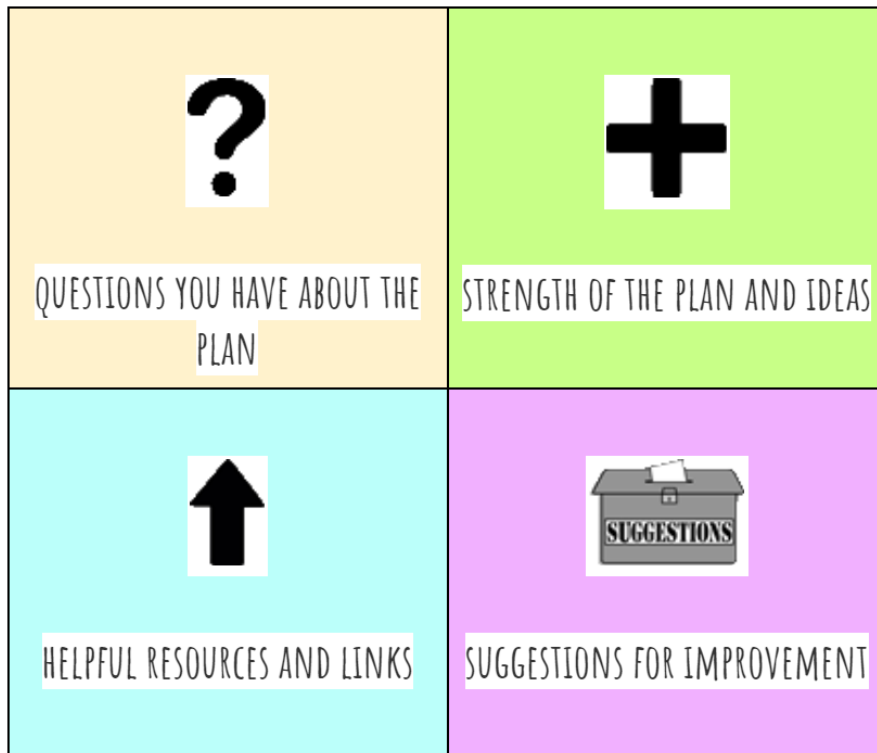 ?
QUESTIONS YOU HAVE ABOUT THE
PLAN
+
STRENGTH OF THE PLAN AND IDEAS
HELPFUL RESOURCES AND LINKS
SUGGESTIONS
SUGGESTIONS FOR IMPROVEMENT